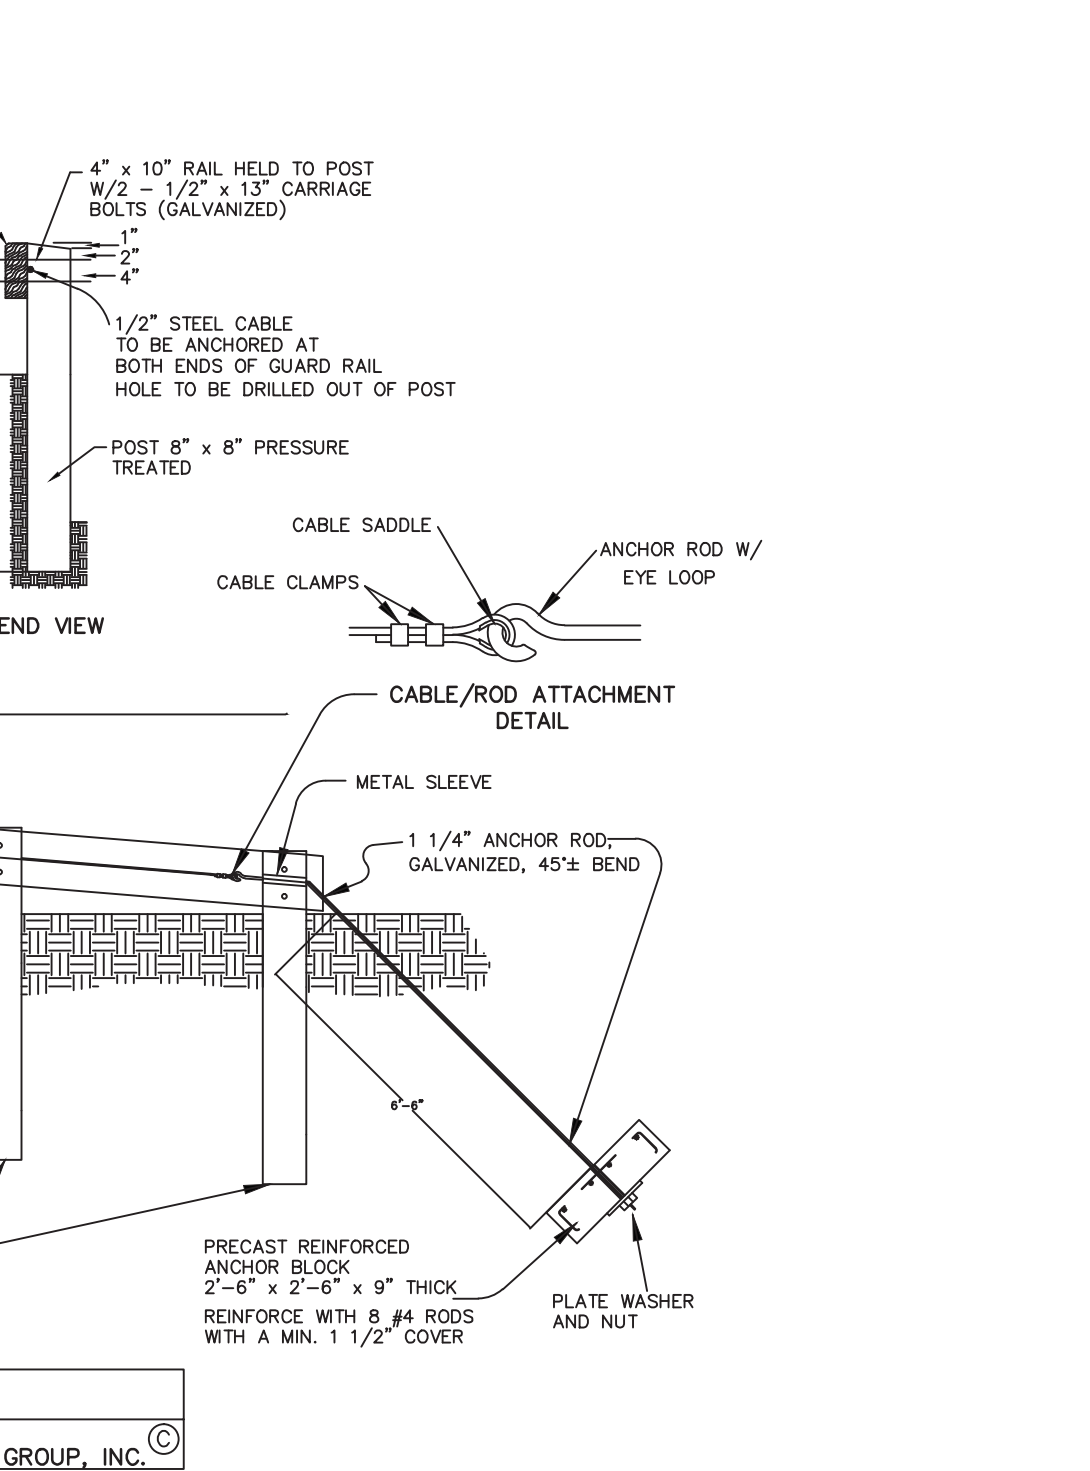 4" x 10" RAIL HELD TO POST
W/2 – 1/2" x 13" CARRIAGE
BOLTS (GALVANIZED)
1"
2"
4"
1/2" STEEL CABLE
TO BE ANCHORED AT
BOTH ENDS OF GUARD RAIL
HOLE TO BE DRILLED OUT OF POST
POST 8" x 8" PRESSURE
TREATED
END VIEW
CABLE SADDLE
ANCHOR ROD W/
EYE LOOP
CABLE CLAMPS
CABLE/ROD ATTACHMENT
DETAIL
METAL SLEEVE
1 1/4" ANCHOR ROD,
GALVANIZED, 45°± BEND
6'-6"
PRECAST REINFORCED
ANCHOR BLOCK
2'–6" x 2'–6" x 9" THICK
REINFORCE WITH 8 #4 RODS
WITH A MIN. 1 1/2" COVER
PLATE WASHER
AND NUT
GROUP, INC. ©